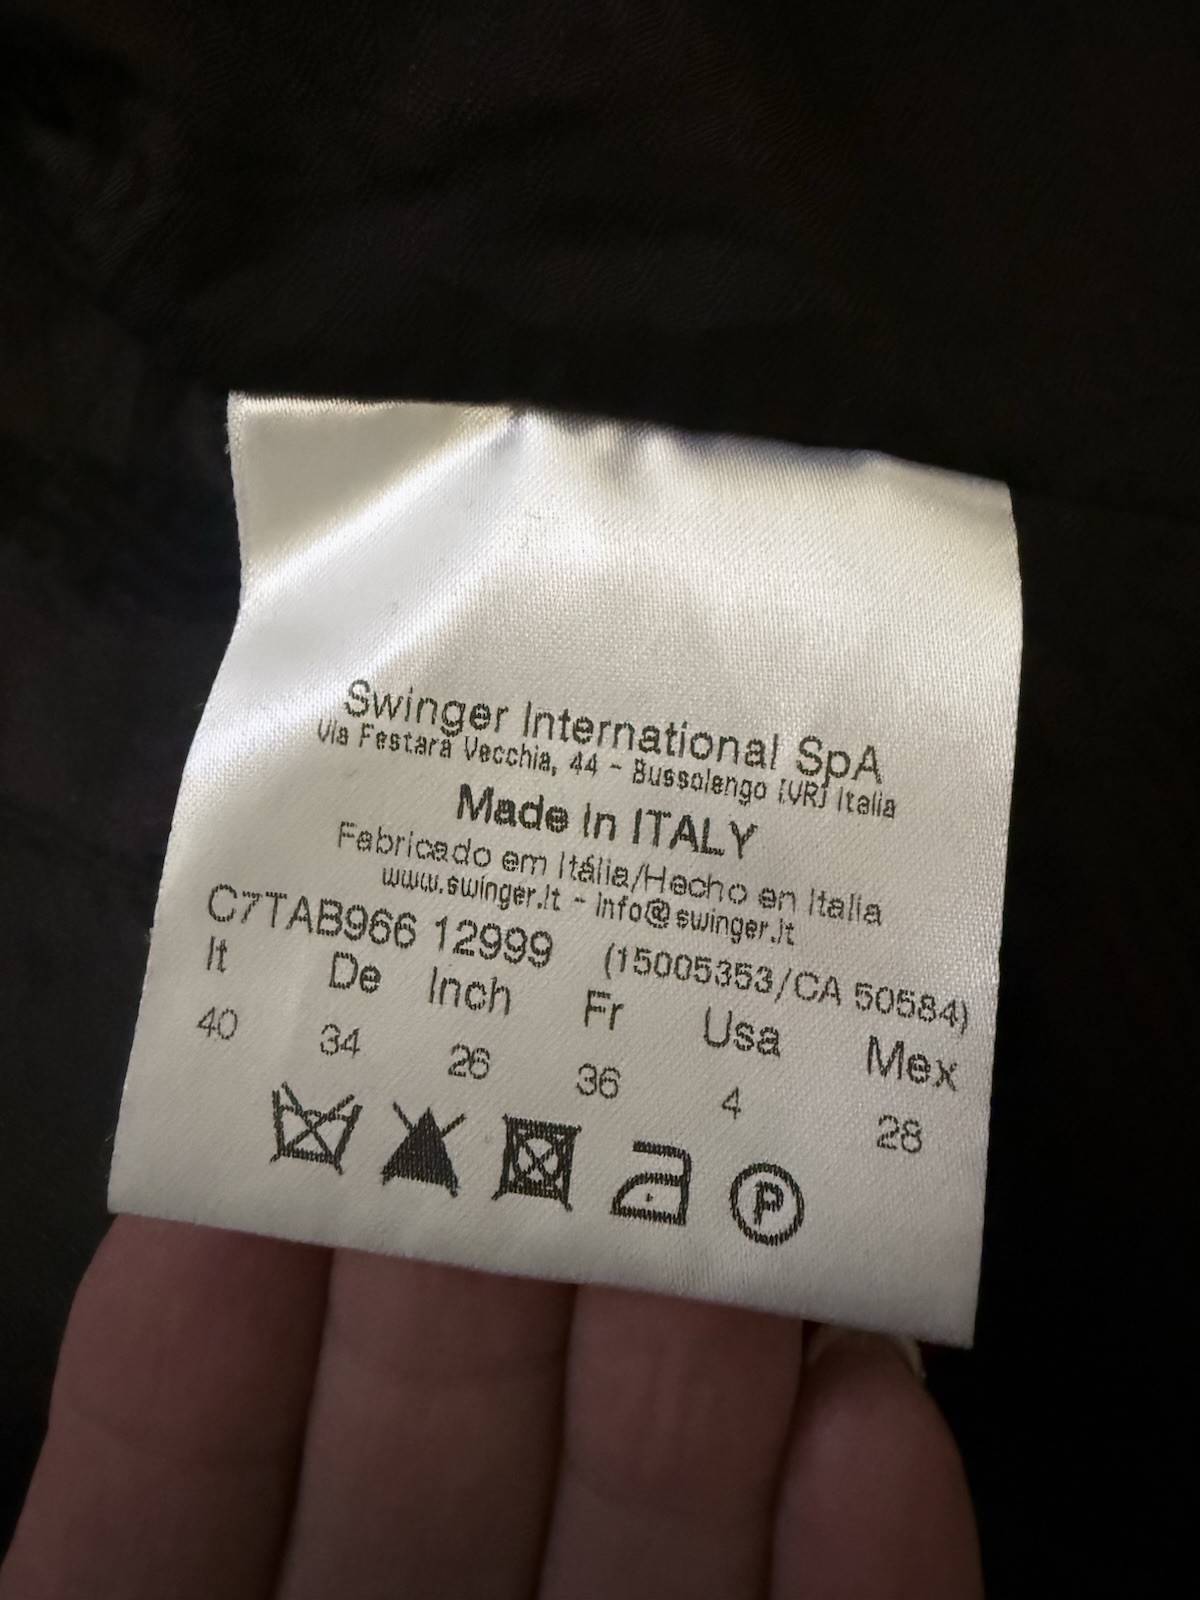 Swinger International SpA
Via Festara Vecchia, 44 - Bussolengo [VR] Italia
Made in ITALY
Fabricado em Itália/Hecho en Italia
www.swinger.it - info@swinger.it
C7TAB966 12999 (15005353/CA 50584)
It De Inch Fr Usa Mex
40 34 26 36 4 28
P